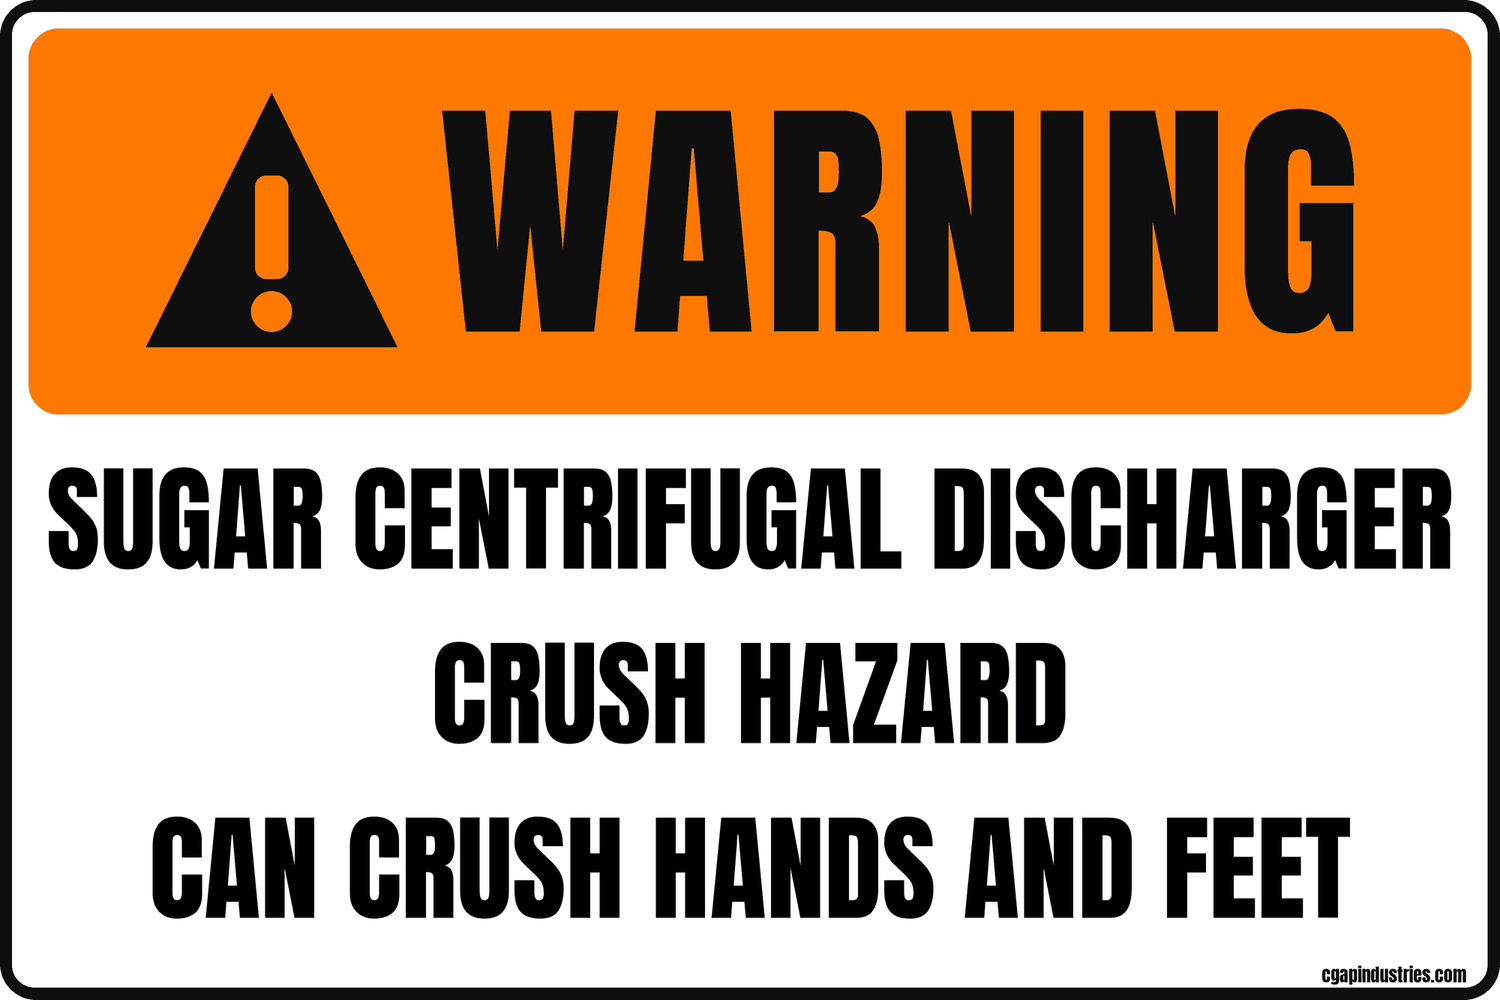 WARNING
SUGAR CENTRIFUGAL DISCHARGER
CRUSH HAZARD
CAN CRUSH HANDS AND FEET
cgapindustries.com